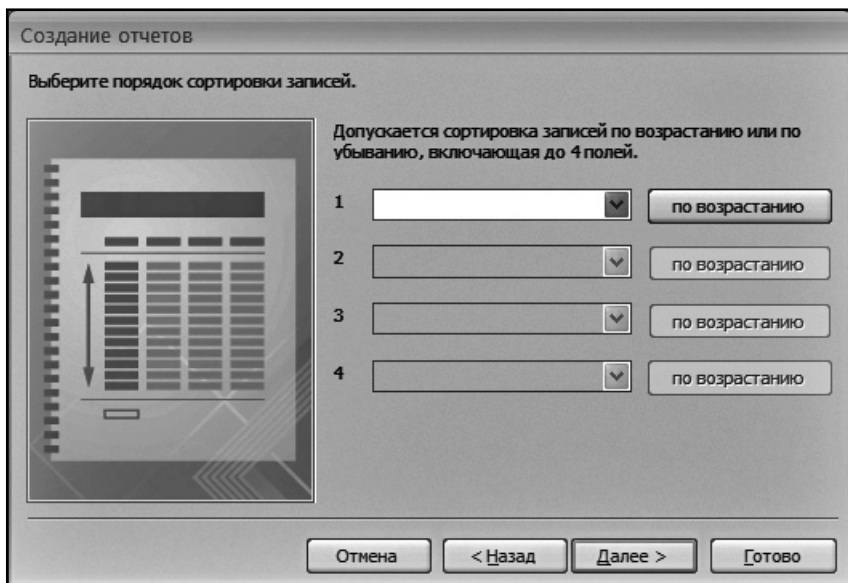 Создание отчетов
Выберите порядок сортировки записей.
Допускается сортировка записей по возрастанию или по
убыванию, включающая до 4 полей.
1 по возрастанию
2 по возрастанию
3 по возрастанию
4 по возрастанию
Отмена < Назад Далее > Готово